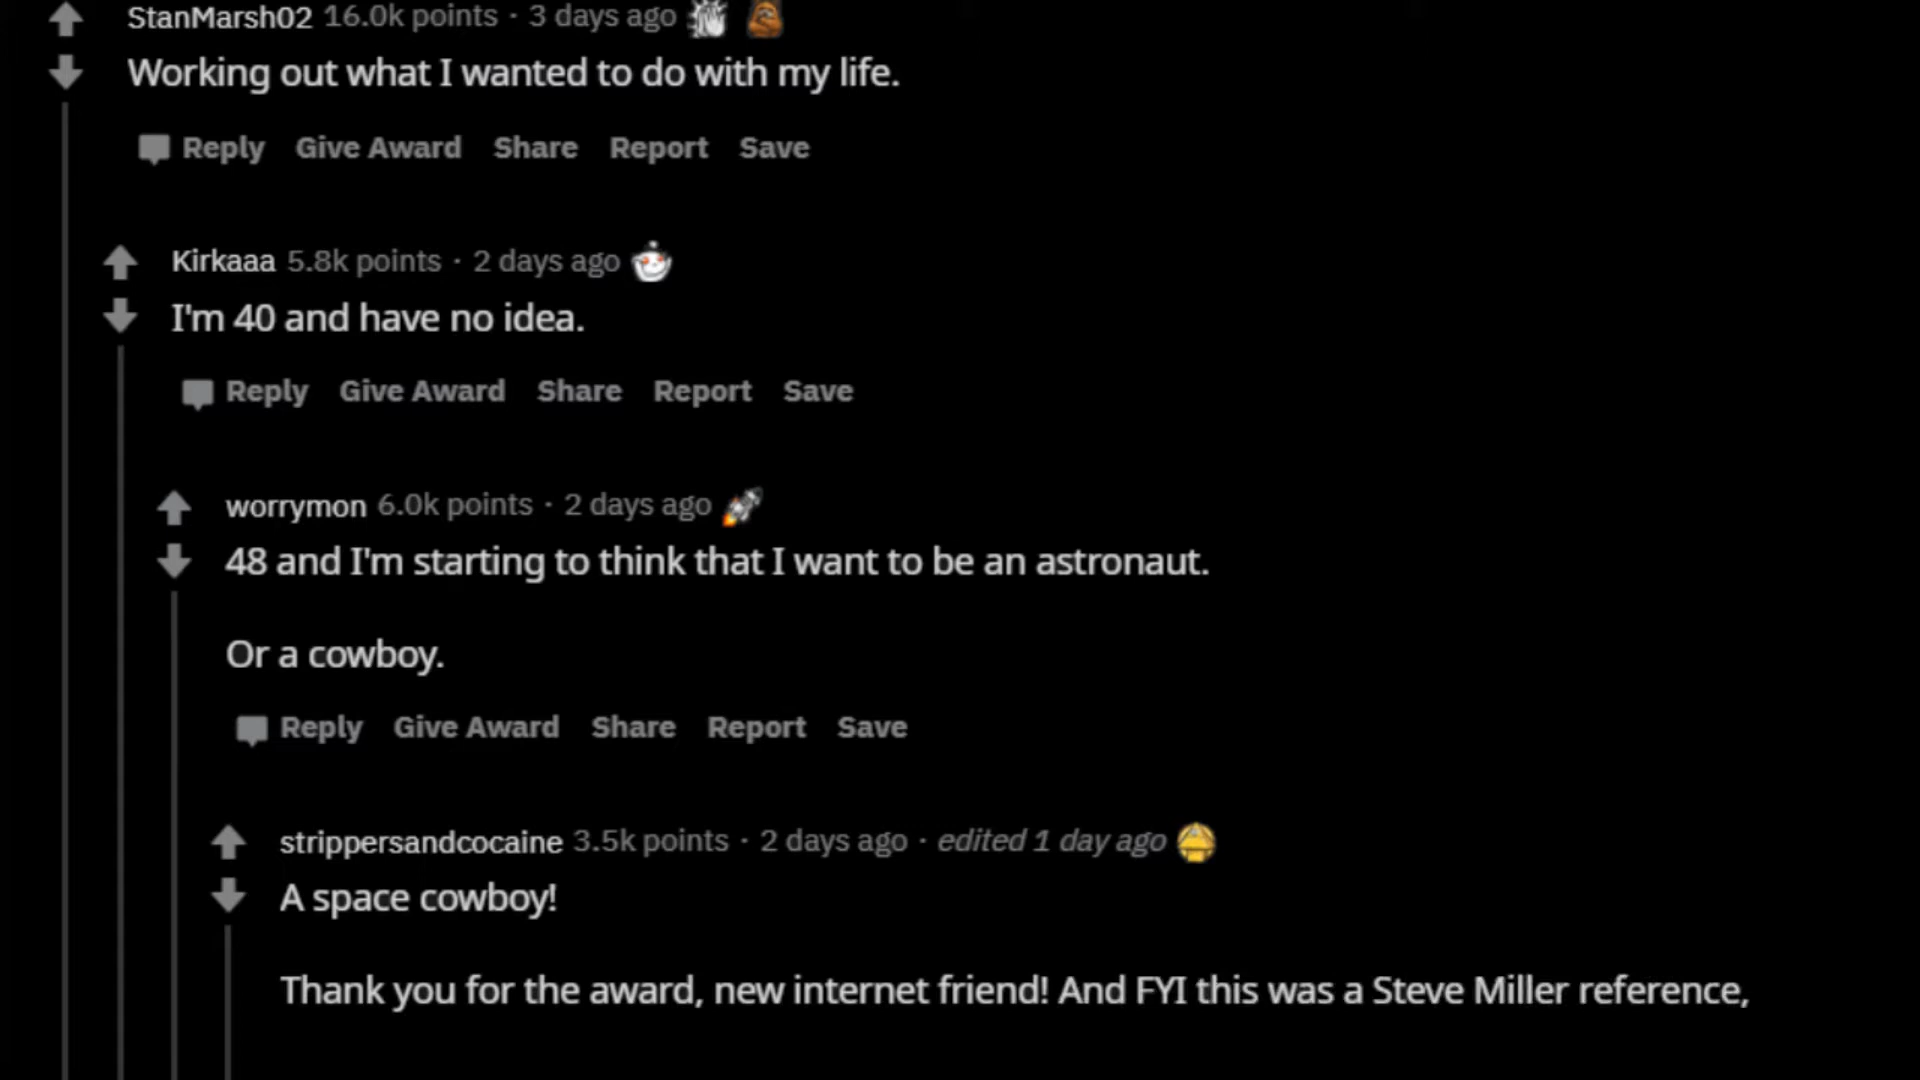 StanMarsh02 16.0k points · 3 days ago
Working out what I wanted to do with my life.
Reply Give Award Share Report Save
Kirkaaa 5.8k points · 2 days ago
I'm 40 and have no idea.
Reply Give Award Share Report Save
worrymon 6.0k points · 2 days ago
48 and I'm starting to think that I want to be an astronaut.
Or a cowboy.
Reply Give Award Share Report Save
strippersandcocaine 3.5k points · 2 days ago · edited 1 day ago
A space cowboy!
Thank you for the award, new internet friend! And FYI this was a Steve Miller reference,